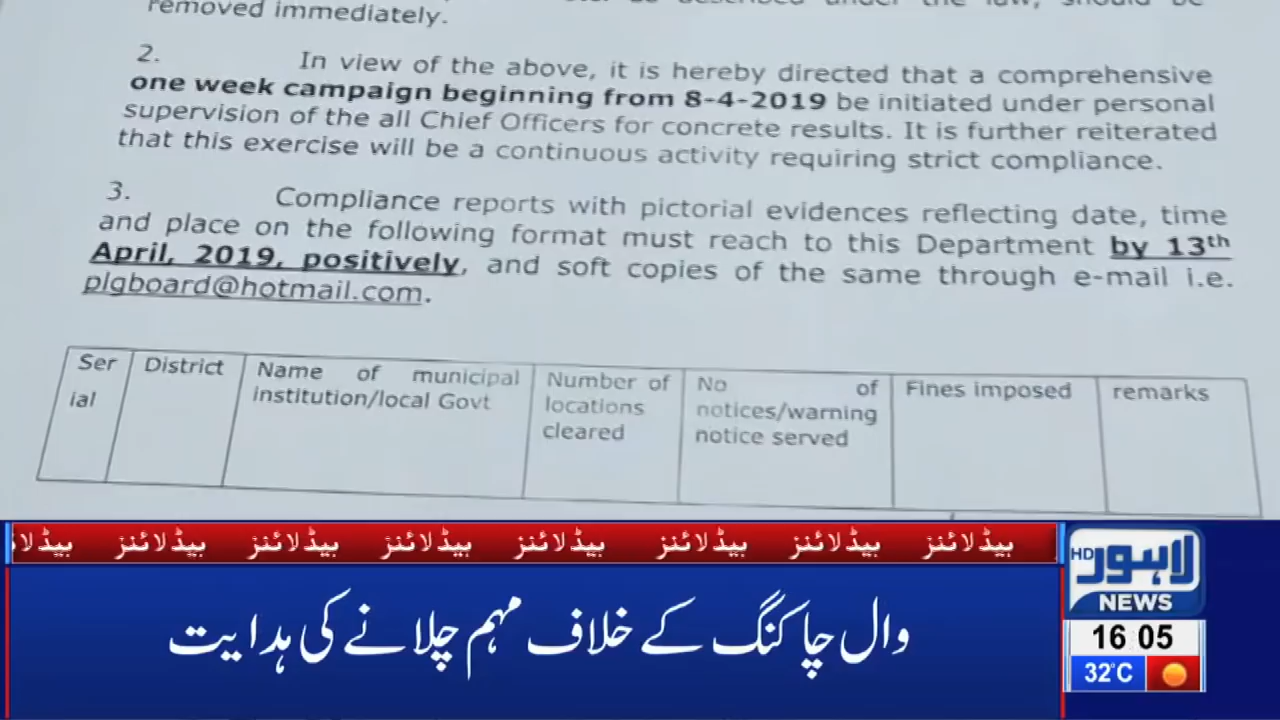 removed immediately.
2. In view of the above, it is hereby directed that a comprehensive
one week campaign beginning from 8-4-2019 be initiated under personal
supervision of the all Chief Officers for concrete results. It is further reiterated
that this exercise will be a continuous activity requiring strict compliance.
3. Compliance reports with pictorial evidences reflecting date, time
and place on the following format must reach to this Department by 13th
April, 2019, positively, and soft copies of the same through e-mail i.e.
plgboard@hotmail.com.
Ser
ial
District
Name of municipal
institution/local Govt
Number of
locations
cleared
No of
notices/warning
notice served
Fines imposed
remarks
ہیڈلائنز ہیڈلائنز ہیڈلائنز ہیڈلائنز ہیڈلائنز ہیڈلائنز ہیڈلائنز
وال چاکنگ کے خلاف مہم چلانے کی ہدایت
HD لاہور
NEWS
16 05
32°C